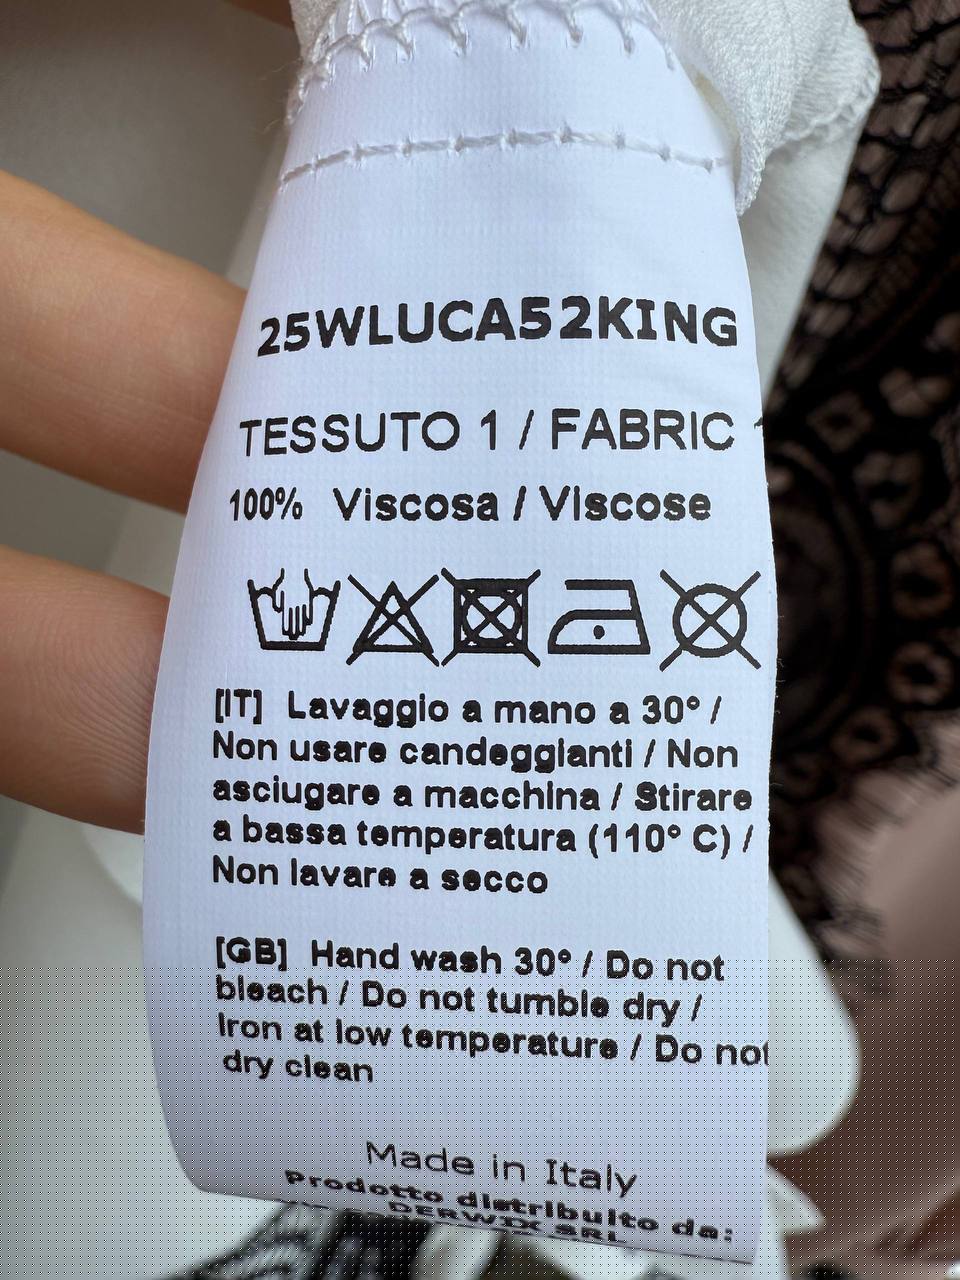 25WLUCA52KING
TESSUTO 1 / FABRIC
100% Viscosa / Viscose
[IT] Lavaggio a mano a 30° /
Non usare candeggianti / Non
asciugare a macchina / Stirare
a bassa temperatura (110° C) /
Non lavare a secco
[GB] Hand wash 30° / Do not
bleach / Do not tumble dry /
Iron at low temperature / Do not
dry clean
Made in Italy
Prodotto distribuito da:
DERWIX SRL